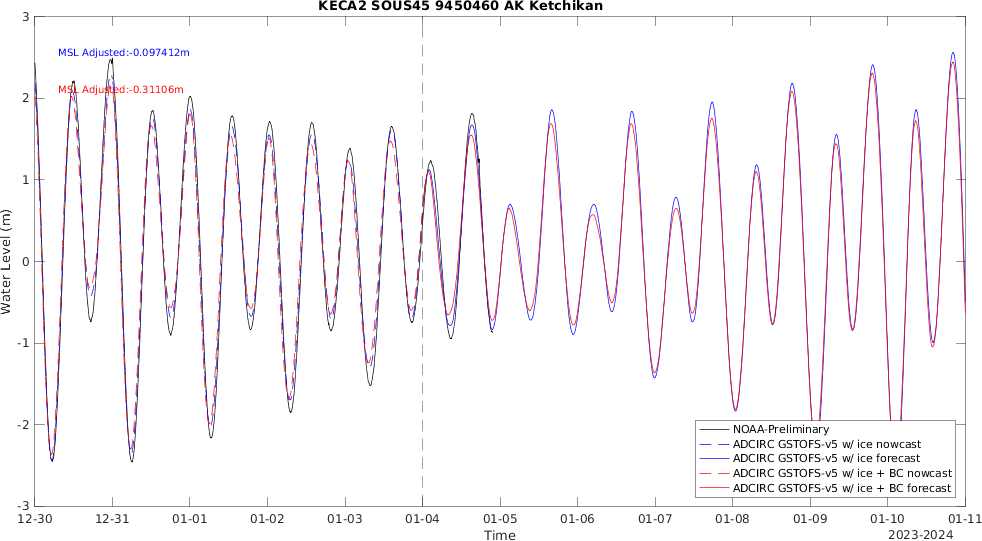 KECA2 SOUS45 9450460 AK Ketchikan
MSL Adjusted:-0.097412m
MSL Adjusted:-0.31106m
Water Level (m)
3
2
1
0
-1
-2
-3
NOAA-Preliminary
ADCIRC GSTOFS-v5 w/ ice nowcast
ADCIRC GSTOFS-v5 w/ ice forecast
ADCIRC GSTOFS-v5 w/ ice + BC nowcast
ADCIRC GSTOFS-v5 w/ ice + BC forecast
12-30 12-31 01-01 01-02 01-03 01-04 01-05 01-06 01-07 01-08 01-09 01-10 01-11
Time
2023-2024